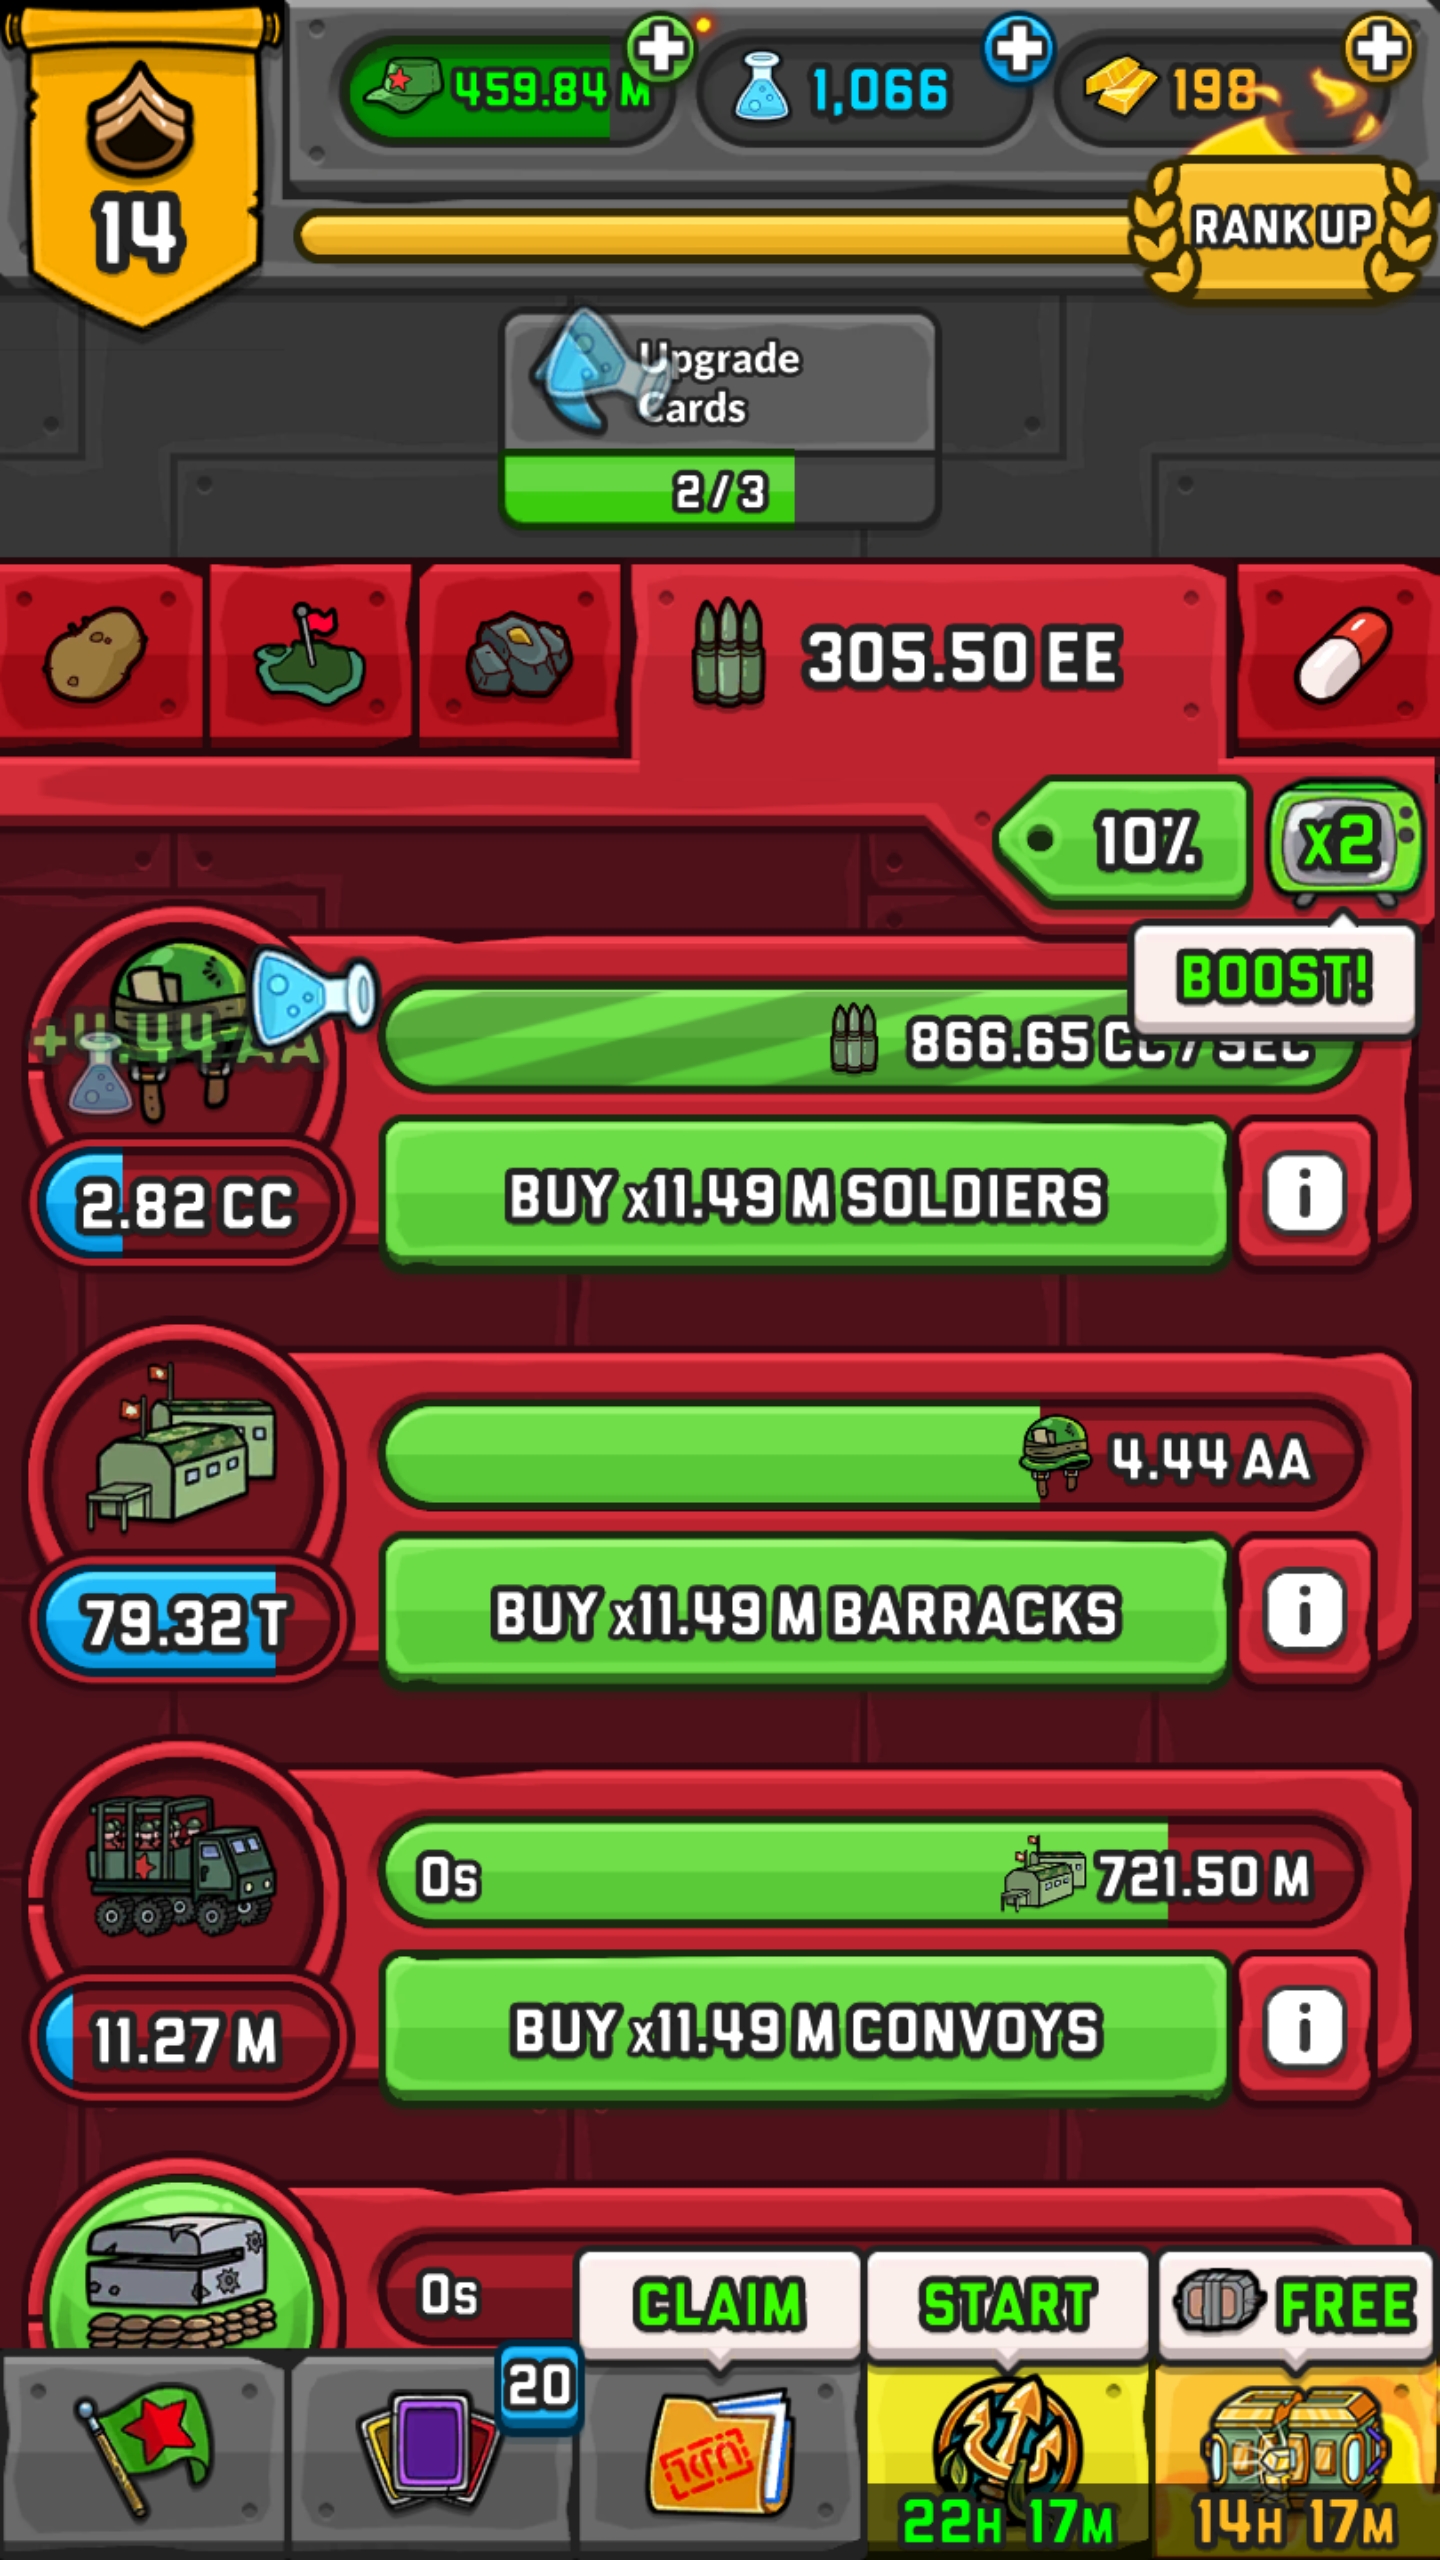 459.84 M
1,066
198
14
RANK UP
Upgrade
Cards
2/3
305.50 EE
10%
x2
BOOST!
+4.44 AA
866.65 CC / SEC
2.82 CC
BUY x11.49 M SOLDIERS
i
4.44 AA
79.32 T
BUY x11.49 M BARRACKS
i
0s
721.50 M
11.27 M
BUY x11.49 M CONVOYS
i
0s
CLAIM
START
FREE
20
22H 17M
14H 17M